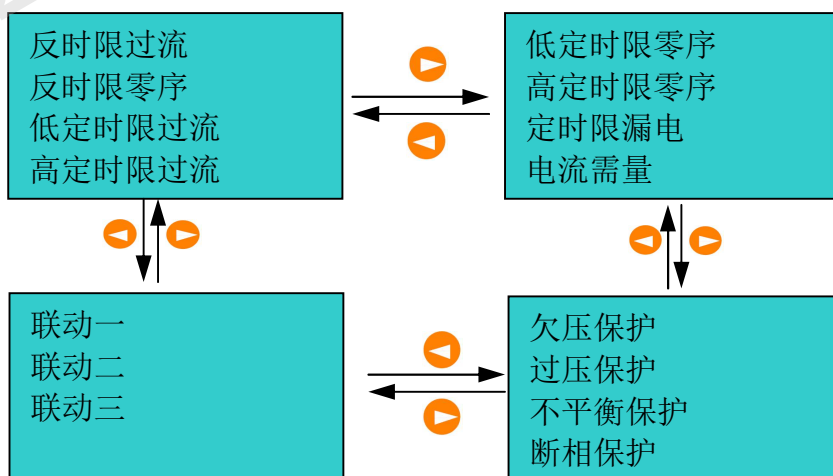 反时限过流
反时限零序
低定时限过流
高定时限过流
低定时限零序
高定时限零序
定时限漏电
电流需量
联动一
联动二
联动三
欠压保护
过压保护
不平衡保护
断相保护